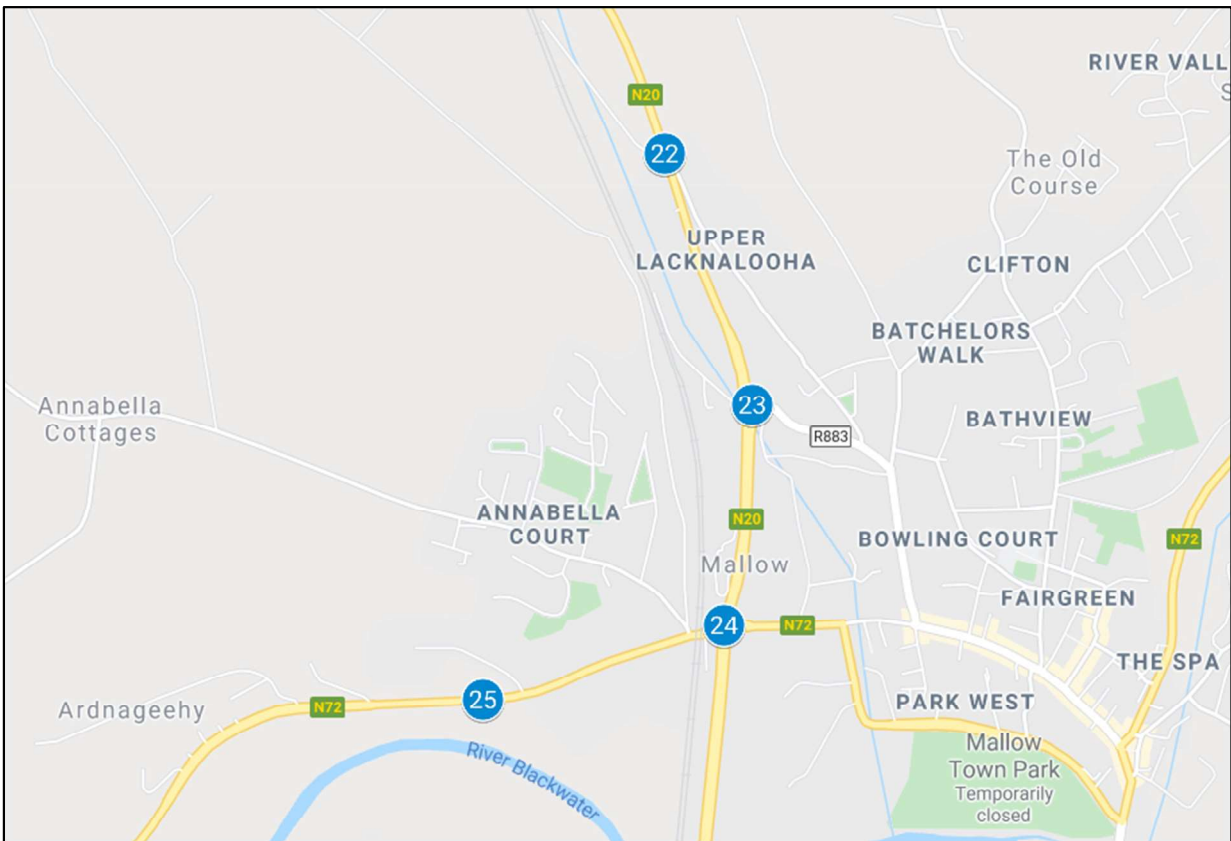 RIVER VALL
S
N20
22
The Old
Course
UPPER
LACKNALOOHA
CLIFTON
BATCHELORS
WALK
Annabella
Cottages
23
BATHVIEW
R883
ANNABELLA
COURT
N20
BOWLING COURT
N72
Mallow
FAIRGREEN
24
N72
THE SPA
25
N72
Ardnageehy
PARK WEST
River Blackwater
Mallow
Town Park
Temporarily
closed